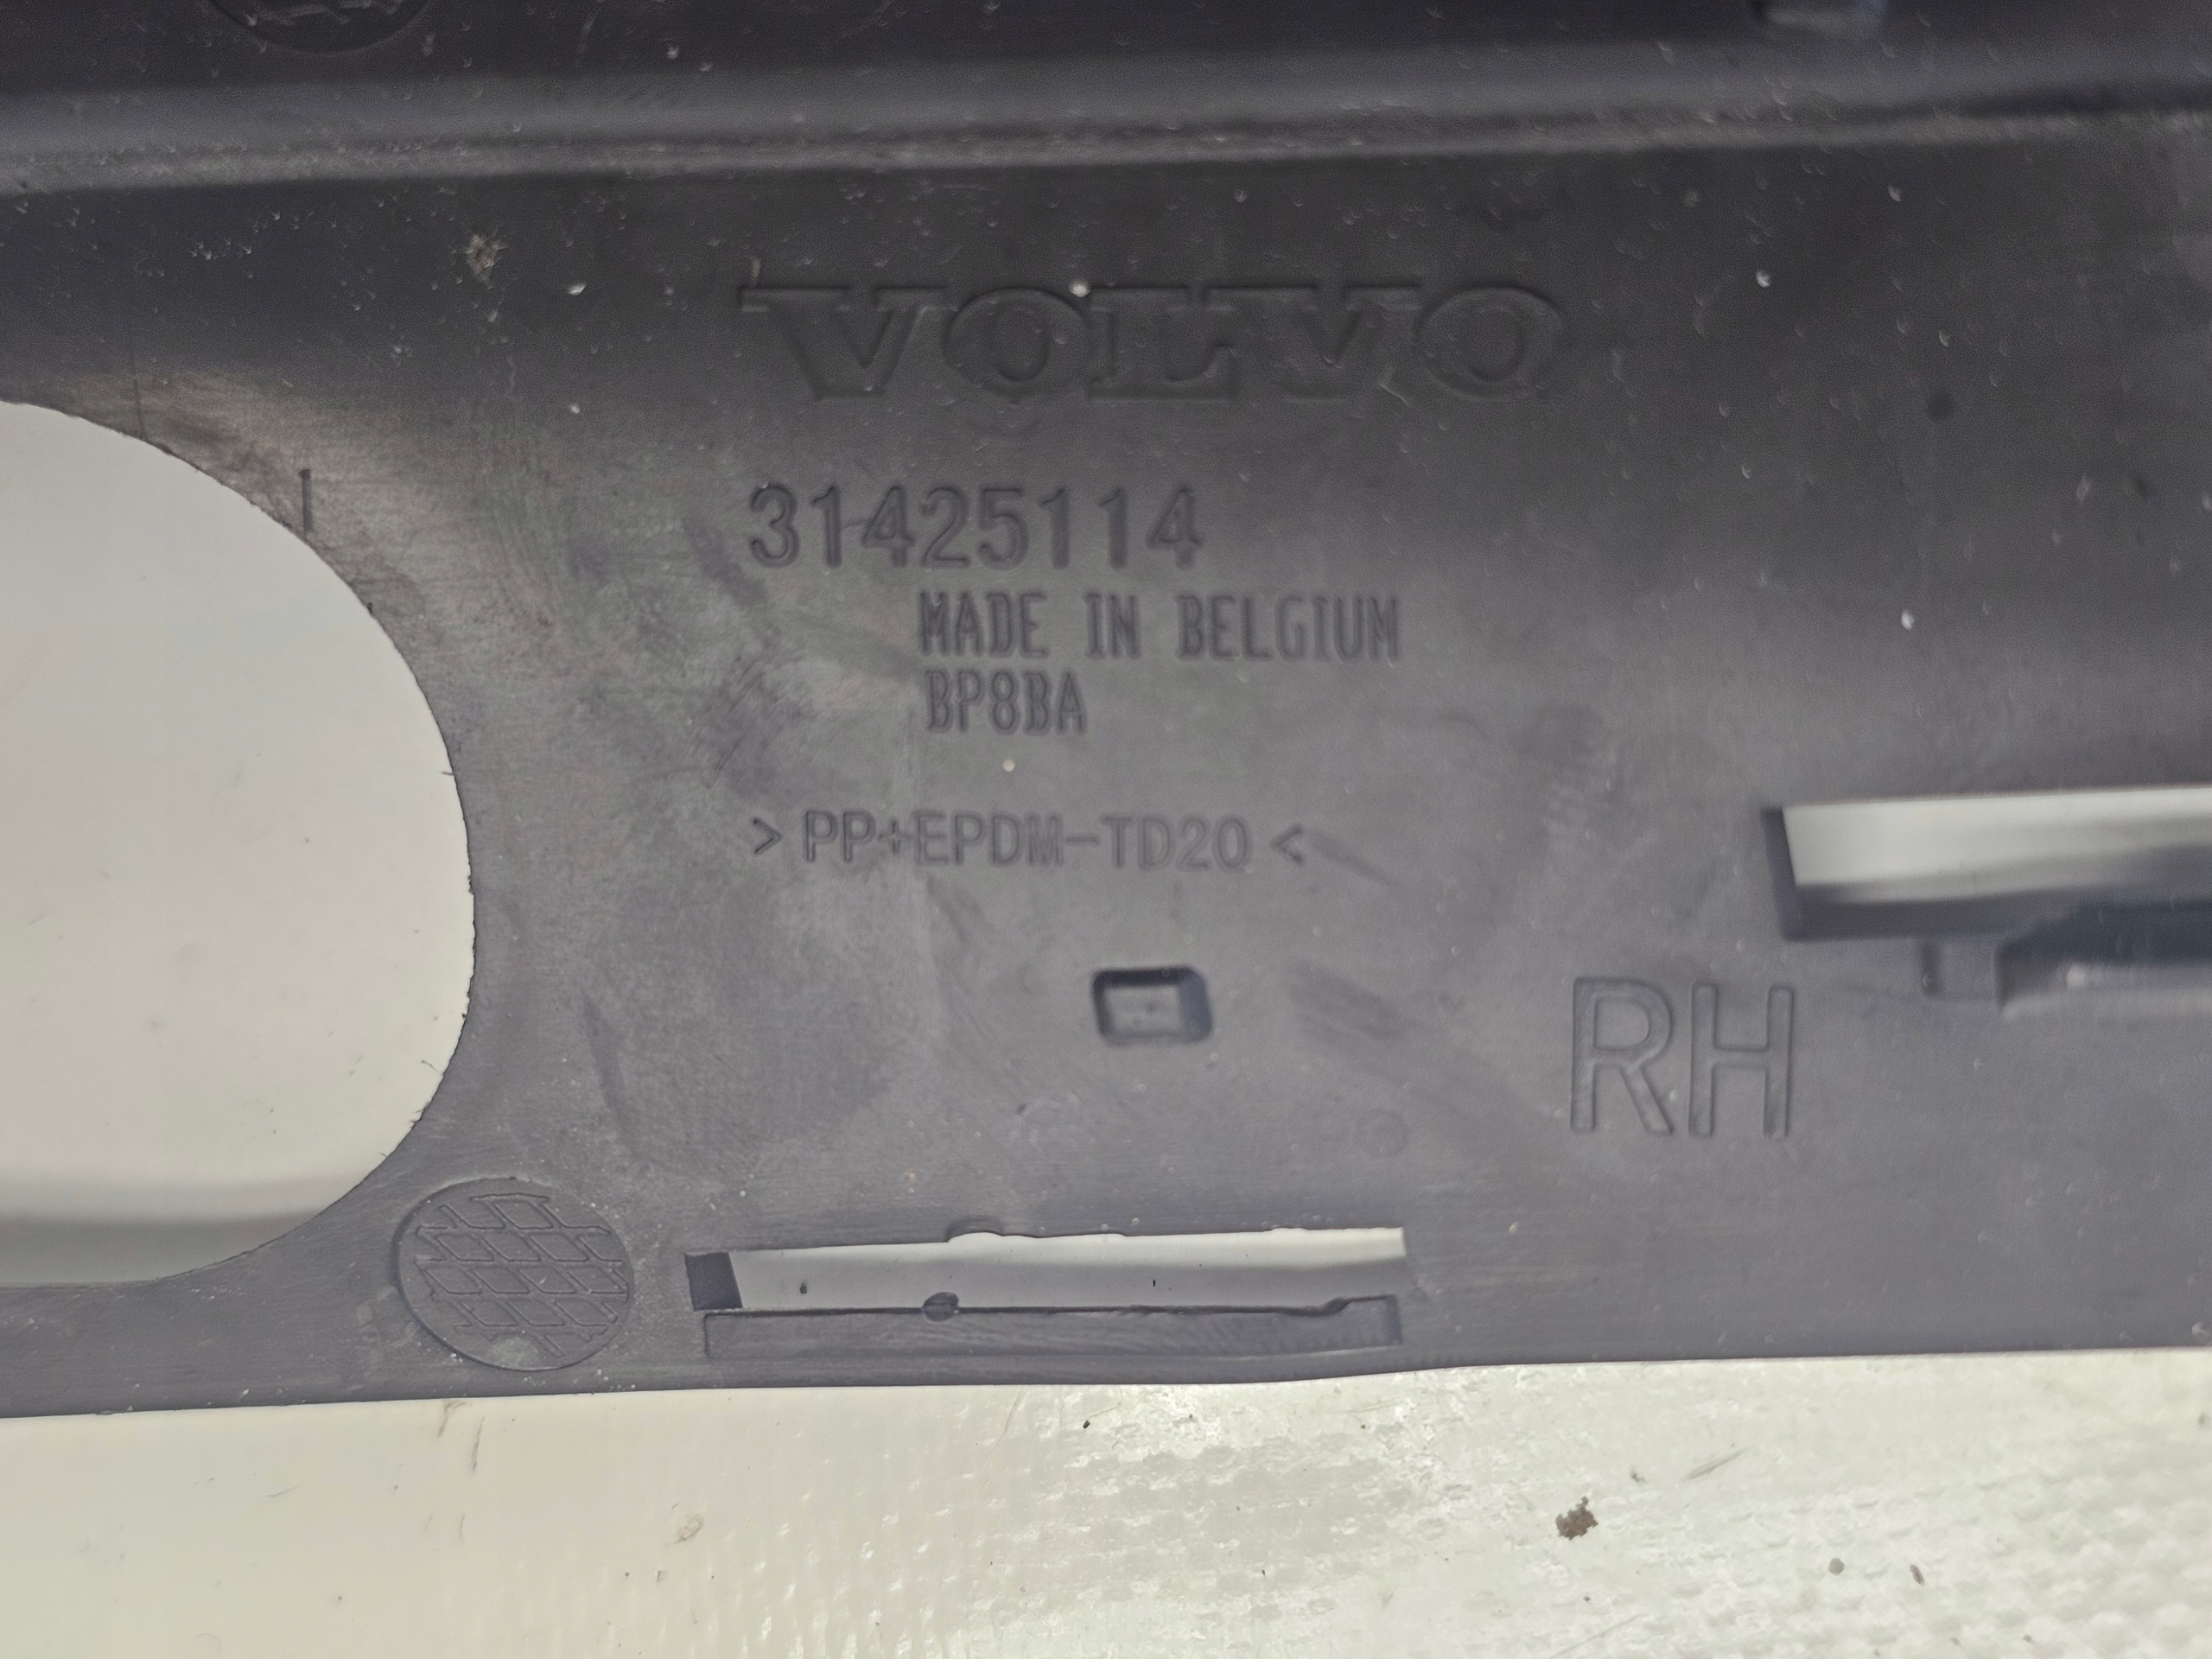 VOLVO
31425114
MADE IN BELGIUM
BP8BA
> PP+EPDM-TD20 <
RH